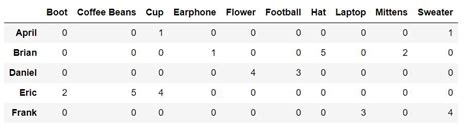 Boot Coffee Beans Cup Earphone Flower Football Hat Laptop Mittens Sweater
April 0 0 1 0 0 0 0 0 0 1
Brian 0 0 0 1 0 0 5 0 2 0
Daniel 0 0 0 0 4 3 0 0 0 0
Eric 2 5 4 0 0 0 0 0 0 0
Frank 0 0 0 0 0 0 0 3 0 4